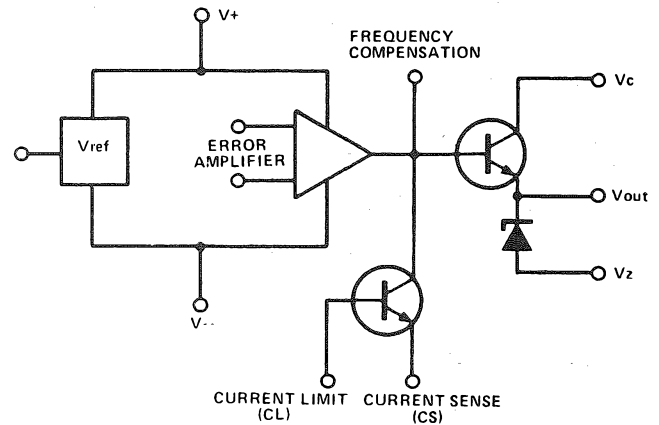 V+
FREQUENCY
COMPENSATION
Vc
Vref
ERROR
AMPLIFIER
Vout
Vz
V--
CURRENT LIMIT
(CL)
CURRENT SENSE
(CS)